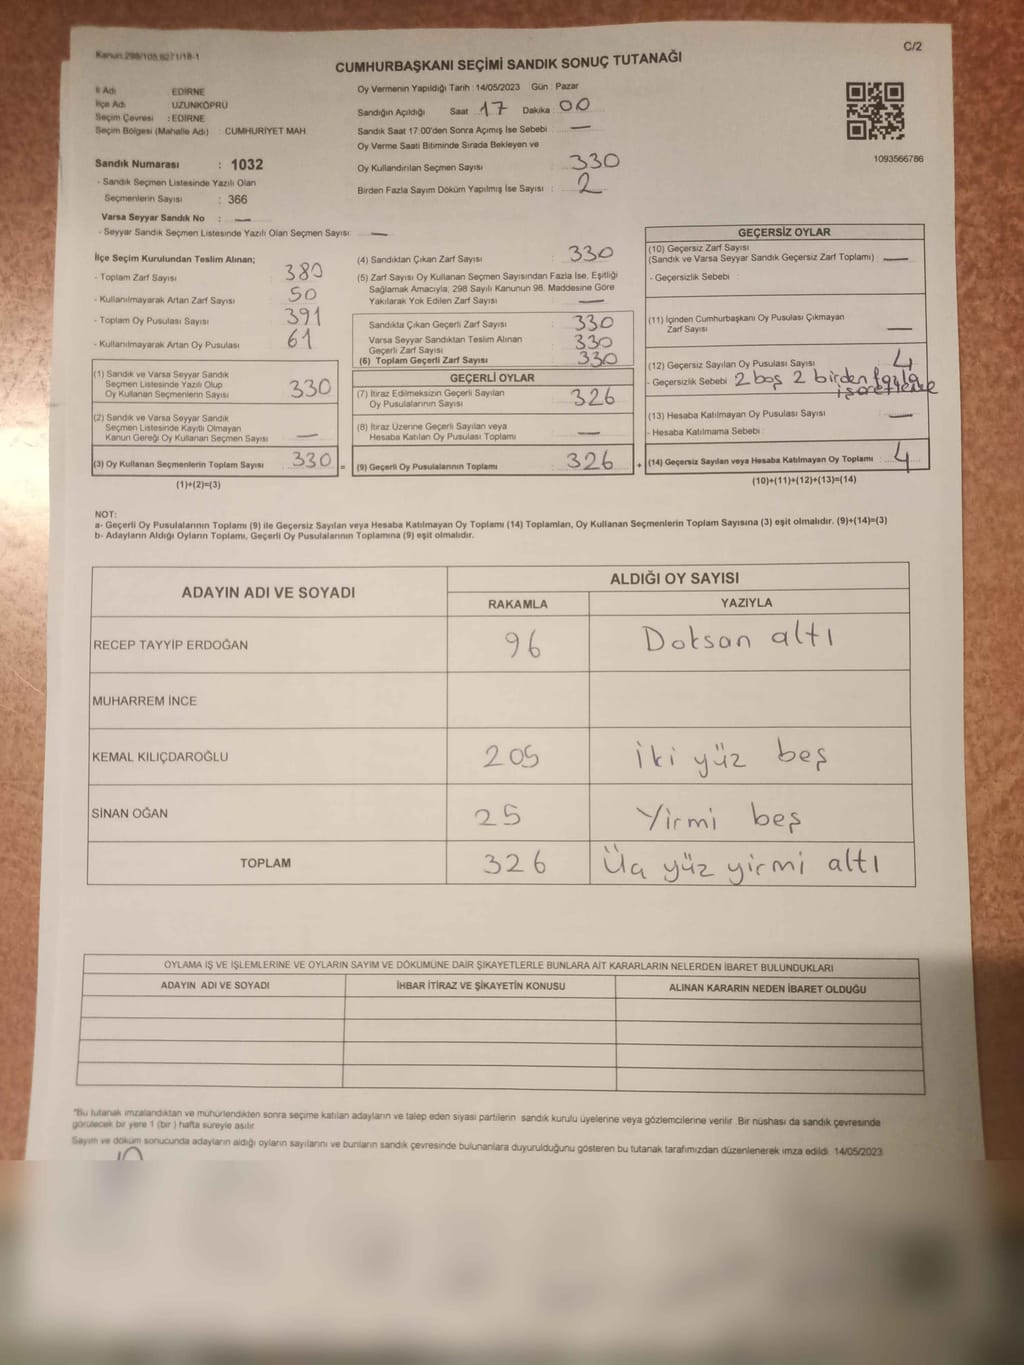 Kanun.298/105.6271/18-1
C/2
CUMHURBAŞKANI SEÇİMİ SANDIK SONUÇ TUTANAĞI
İl Adı EDİRNE
İlçe Adı UZUNKÖPRÜ
Seçim Çevresi : EDİRNE
Seçim Bölgesi (Mahalle Adı) : CUMHURİYET MAH.
Sandık Numarası : 1032
- Sandık Seçmen Listesinde Yazılı Olan
Seçmenlerin Sayısı : 366
Varsa Seyyar Sandık No : —
- Seyyar Sandık Seçmen Listesinde Yazılı Olan Seçmen Sayısı : —
Oy Vermenin Yapıldığı Tarih : 14/05/2023 Gün : Pazar
Sandığın Açıldığı Saat : 17 Dakika : 00
Sandık Saat 17:00'den Sonra Açımış İse Sebebi : —
Oy Verme Saati Bitiminde Sırada Bekleyen ve
Oy Kullandırılan Seçmen Sayısı : 330
Birden Fazla Sayım Döküm Yapılmış İse Sayısı : 2
1093566786
İlçe Seçim Kurulundan Teslim Alınan;
- Toplam Zarf Sayısı : 380
- Kullanılmayarak Artan Zarf Sayısı : 50
- Toplam Oy Pusulası Sayısı : 391
- Kullanılmayarak Artan Oy Pusulası : 61
(1) Sandık ve Varsa Seyyar Sandık
Seçmen Listesinde Yazılı Olup
Oy Kullanan Seçmenlerin Sayısı : 330
(2) Sandık ve Varsa Seyyar Sandık
Seçmen Listesinde Kayıtlı Olmayan
Kanun Gereği Oy Kullanan Seçmen Sayısı : —
(3) Oy Kullanan Seçmenlerin Toplam Sayısı : 330 =
(1)+(2)=(3)
(4) Sandıktan Çıkan Zarf Sayısı : 330
(5) Zarf Sayısı Oy Kullanan Seçmen Sayısından Fazla İse, Eşitliği
Sağlamak Amacıyla, 298 Sayılı Kanunun 98. Maddesine Göre
Yakılarak Yok Edilen Zarf Sayısı : —
Sandıkta Çıkan Geçerli Zarf Sayısı : 330
Varsa Seyyar Sandıktan Teslim Alınan
Geçerli Zarf Sayısı : 330
(6) Toplam Geçerli Zarf Sayısı : 330
GEÇERLİ OYLAR
(7) İtiraz Edilmeksizin Geçerli Sayılan
Oy Pusulalarının Sayısı : 326
(8) İtiraz Üzerine Geçerli Sayılan veya
Hesaba Katılan Oy Pusulası Toplamı : —
(9) Geçerli Oy Pusulalarının Toplamı : 326 +
GEÇERSİZ OYLAR
(10) Geçersiz Zarf Sayısı
(Sandık ve Varsa Seyyar Sandık Geçersiz Zarf Toplamı) : —
- Geçersizlik Sebebi :
(11) İçinden Cumhurbaşkanı Oy Pusulası Çıkmayan
Zarf Sayısı : —
(12) Geçersiz Sayılan Oy Pusulası Sayısı : 4
- Geçersizlik Sebebi : 2 boş 2 birden fazla
işaretleme
(13) Hesaba Katılmayan Oy Pusulası Sayısı : —
- Hesaba Katılmama Sebebi :
(14) Geçersiz Sayılan veya Hesaba Katılmayan Oy Toplamı : 4
(10)+(11)+(12)+(13)=(14)
NOT:
a- Geçerli Oy Pusulalarının Toplamı (9) ile Geçersiz Sayılan veya Hesaba Katılmayan Oy Toplamı (14) Toplamları, Oy Kullanan Seçmenlerin Toplam Sayısına (3) eşit olmalıdır. (9)+(14)=(3)
b- Adayların Aldığı Oyların Toplamı, Geçerli Oy Pusulalarının Toplamına (9) eşit olmalıdır.
ADAYIN ADI VE SOYADI
ALDIĞI OY SAYISI
RAKAMLA YAZIYLA
RECEP TAYYİP ERDOĞAN 96 Doksan altı
MUHARREM İNCE
KEMAL KILIÇDAROĞLU 205 iki yüz beş
SİNAN OĞAN 25 Yirmi beş
TOPLAM 326 Üç yüz yirmi altı
OYLAMA İŞ VE İŞLEMLERİNE VE OYLARIN SAYIM VE DÖKÜMÜNE DAİR ŞİKAYETLERLE BUNLARA AİT KARARLARIN NELERDEN İBARET BULUNDUKLARI
ADAYIN ADI VE SOYADI İHBAR İTİRAZ VE ŞİKAYETİN KONUSU ALINAN KARARIN NEDEN İBARET OLDUĞU
*Bu tutanak imzalandıktan ve mühürlendikten sonra seçime katılan adayların ve talep eden siyasi partilerin sandık kurulu üyelerine veya gözlemcilerine verilir. Bir nüshası da sandık çevresinde
görülecek bir yere 1 (bir ) hafta süreyle asılır.
Sayım ve döküm sonucunda adayların aldığı oyların sayılarını ve bunların sandık çevresinde bulunanlara duyurulduğunu gösteren bu tutanak tarafımızdan düzenlenerek imza edildi. 14/05/2023